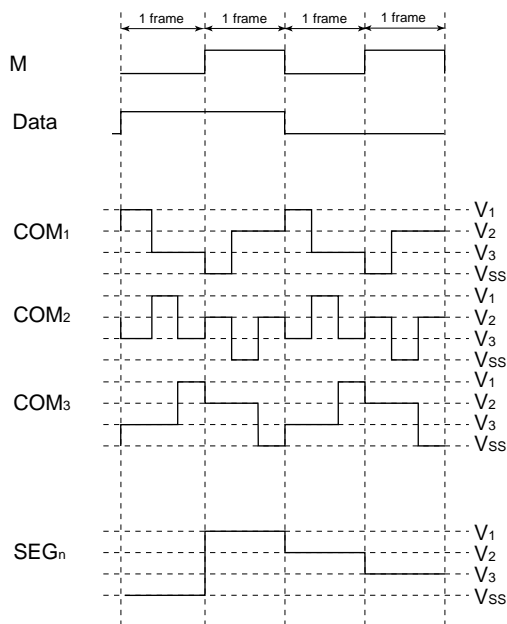 1 frame 1 frame 1 frame 1 frame
M
Data
V1
COM1 V2
V3
VSS
V1
COM2 V2
V3
VSS
V1
COM3 V2
V3
VSS
V1
SEGn V2
V3
VSS